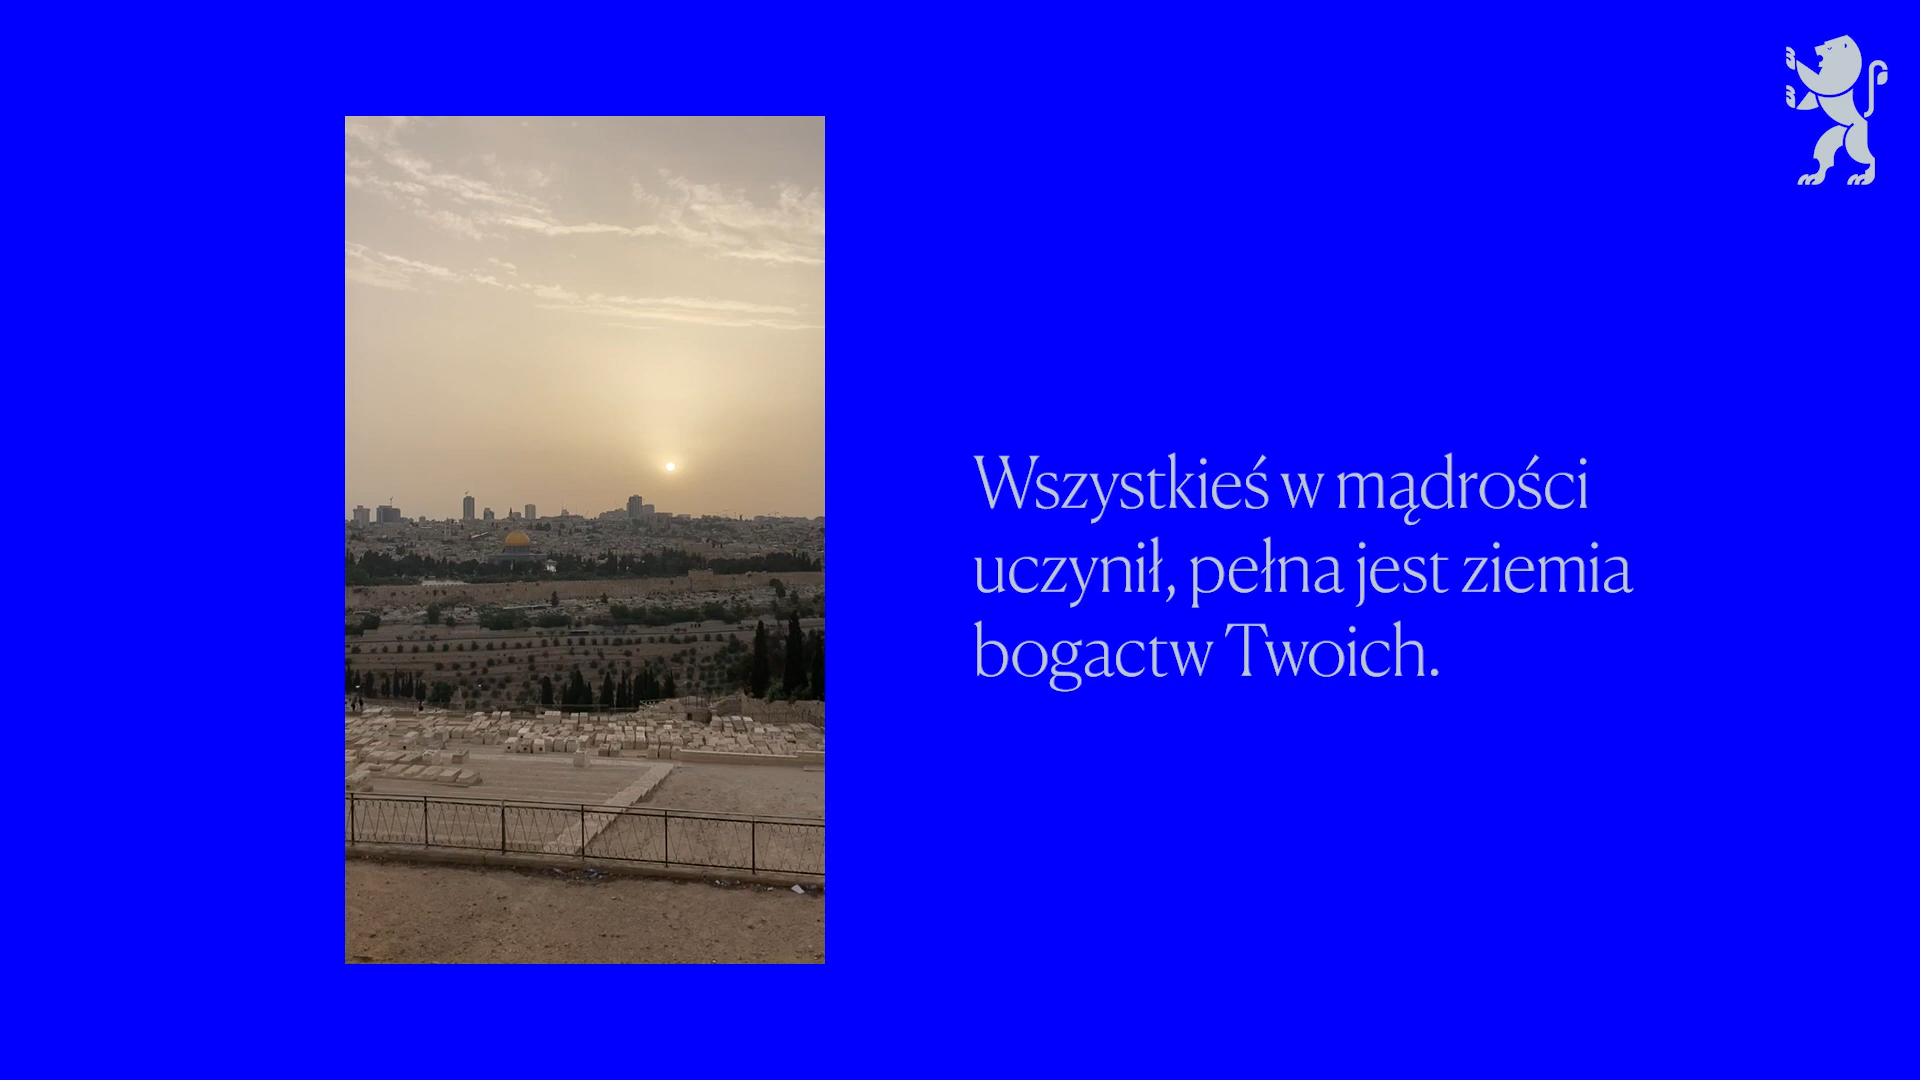 Wszystkieś w mądrości
uczynił, pełna jest ziemia
bogactw Twoich.